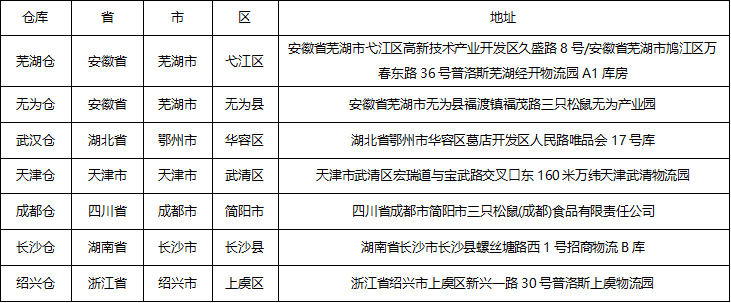 仓库 省 市 区 地址
芜湖仓 安徽省 芜湖市 弋江区 安徽省芜湖市弋江区高新技术产业开发区久盛路 8 号/安徽省芜湖市鸠江区万
春东路 36 号普洛斯芜湖经开物流园 A1 库房
无为仓 安徽省 芜湖市 无为县 安徽省芜湖市无为县福渡镇福茂路三只松鼠无为产业园
武汉仓 湖北省 鄂州市 华容区 湖北省鄂州市华容区葛店开发区人民路唯品会 17 号库
天津仓 天津市 天津市 武清区 天津市武清区宏瑞道与宝武路交叉口东 160 米万纬天津武清物流园
成都仓 四川省 成都市 简阳市 四川省成都市简阳市三只松鼠(成都)食品有限责任公司
长沙仓 湖南省 长沙市 长沙县 湖南省长沙市长沙县螺丝塘路西 1 号招商物流 B 库
绍兴仓 浙江省 绍兴市 上虞区 浙江省绍兴市上虞区新兴一路 30 号普洛斯上虞物流园